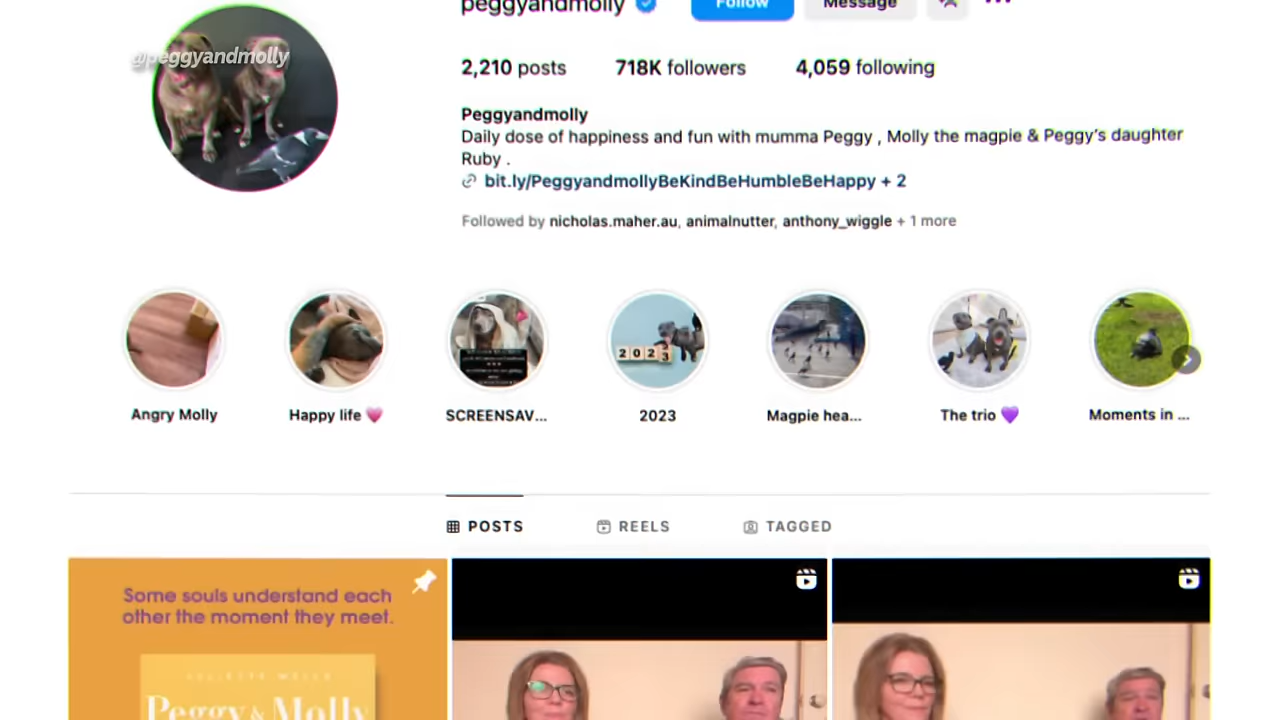 peggyandmolly
Follow
Message
@peggyandmolly
2,210 posts
718K followers
4,059 following
Peggyandmolly
Daily dose of happiness and fun with mumma Peggy , Molly the magpie & Peggy’s daughter
Ruby .
bit.ly/PeggyandmollyBeKindBeHumbleBeHappy + 2
Followed by nicholas.maher.au, animalnutter, anthony_wiggle + 1 more
Angry Molly
Happy life 💗
SCREENSAV...
2023
Magpie hea...
The trio 💜
Moments in ...
POSTS
REELS
TAGGED
Some souls understand each
other the moment they meet.
Peggy & Molly